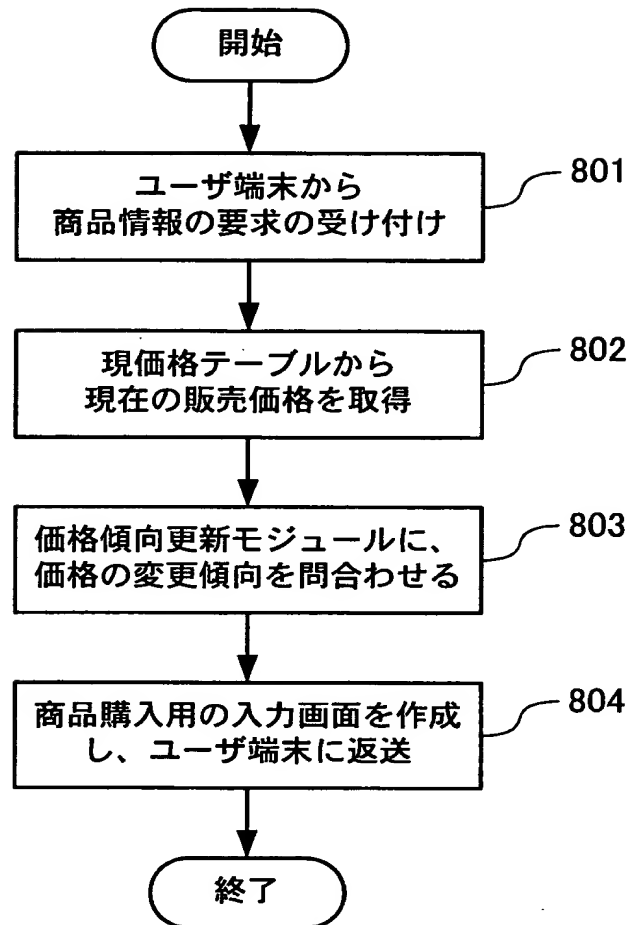 開始
ユーザ端末から
商品情報の要求の受け付け
801
現価格テーブルから
現在の販売価格を取得
802
価格傾向更新モジュールに、
価格の変更傾向を問合わせる
803
商品購入用の入力画面を作成
し、ユーザ端末に返送
804
終了